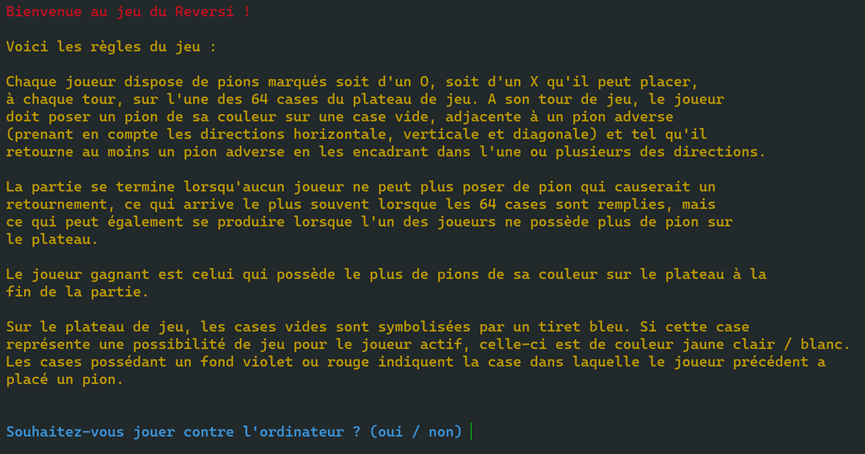 Bienvenue au jeu du Reversi !
Voici les règles du jeu :
Chaque joueur dispose de pions marqués soit d'un O, soit d'un X qu'il peut placer,
à chaque tour, sur l'une des 64 cases du plateau de jeu. A son tour de jeu, le joueur
doit poser un pion de sa couleur sur une case vide, adjacente à un pion adverse
(prenant en compte les directions horizontale, verticale et diagonale) et tel qu'il
retourne au moins un pion adverse en les encadrant dans l'une ou plusieurs des directions.
La partie se termine lorsqu'aucun joueur ne peut plus poser de pion qui causerait un
retournement, ce qui arrive le plus souvent lorsque les 64 cases sont remplies, mais
ce qui peut également se produire lorsque l'un des joueurs ne possède plus de pion sur
le plateau.
Le joueur gagnant est celui qui possède le plus de pions de sa couleur sur le plateau à la
fin de la partie.
Sur le plateau de jeu, les cases vides sont symbolisées par un tiret bleu. Si cette case
représente une possibilité de jeu pour le joueur actif, celle-ci est de couleur jaune clair / blanc.
Les cases possédant un fond violet ou rouge indiquent la case dans laquelle le joueur précédent a
placé un pion.
Souhaitez-vous jouer contre l'ordinateur ? (oui / non)